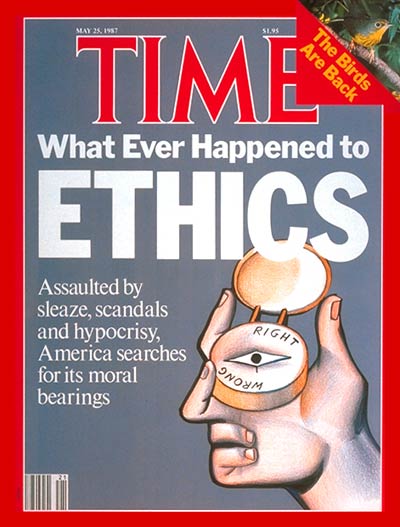 MAY 25, 1987
$1.95
The Birds
Are Back
TIME
What Ever Happened to
ETHICS
Assaulted by
sleaze, scandals
and hypocrisy,
America searches
for its moral
bearings
RIGHT
WRONG
21